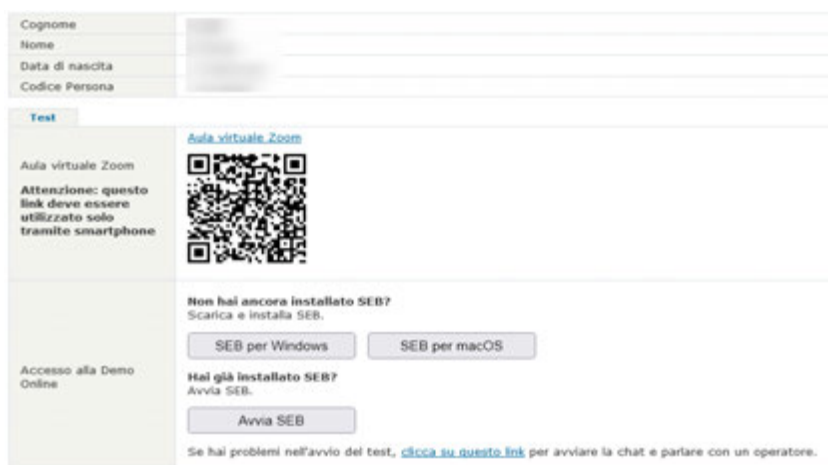 Cognome
Nome
Data di nascita
Codice Persona
Test
Aula virtuale Zoom
Aula virtuale Zoom
Attenzione: questo
link deve essere
utilizzato solo
tramite smartphone
Non hai ancora installato SEB?
Scarica e installa SEB.
SEB per Windows
SEB per macOS
Accesso alla Demo
Online
Hai già installato SEB?
Avvia SEB.
Avvia SEB
Se hai problemi nell'avvio del test, clicca su questo link per avviare la chat e parlare con un operatore.